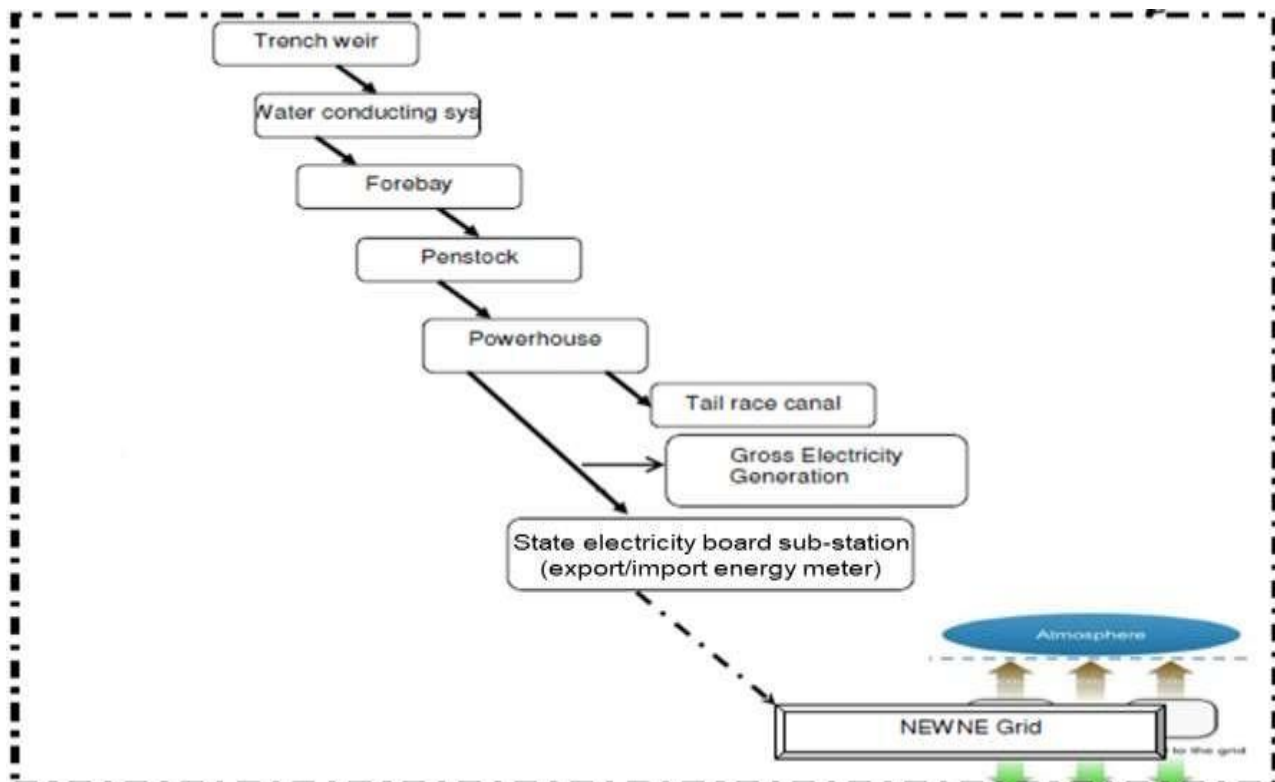 Trench weir
Water conducting sys
Forebay
Penstock
Powerhouse
Tail race canal
Gross Electricity
Generation
State electricity board sub-station
(export/import energy meter)
Atmosphere
NEWNE Grid
to the grid